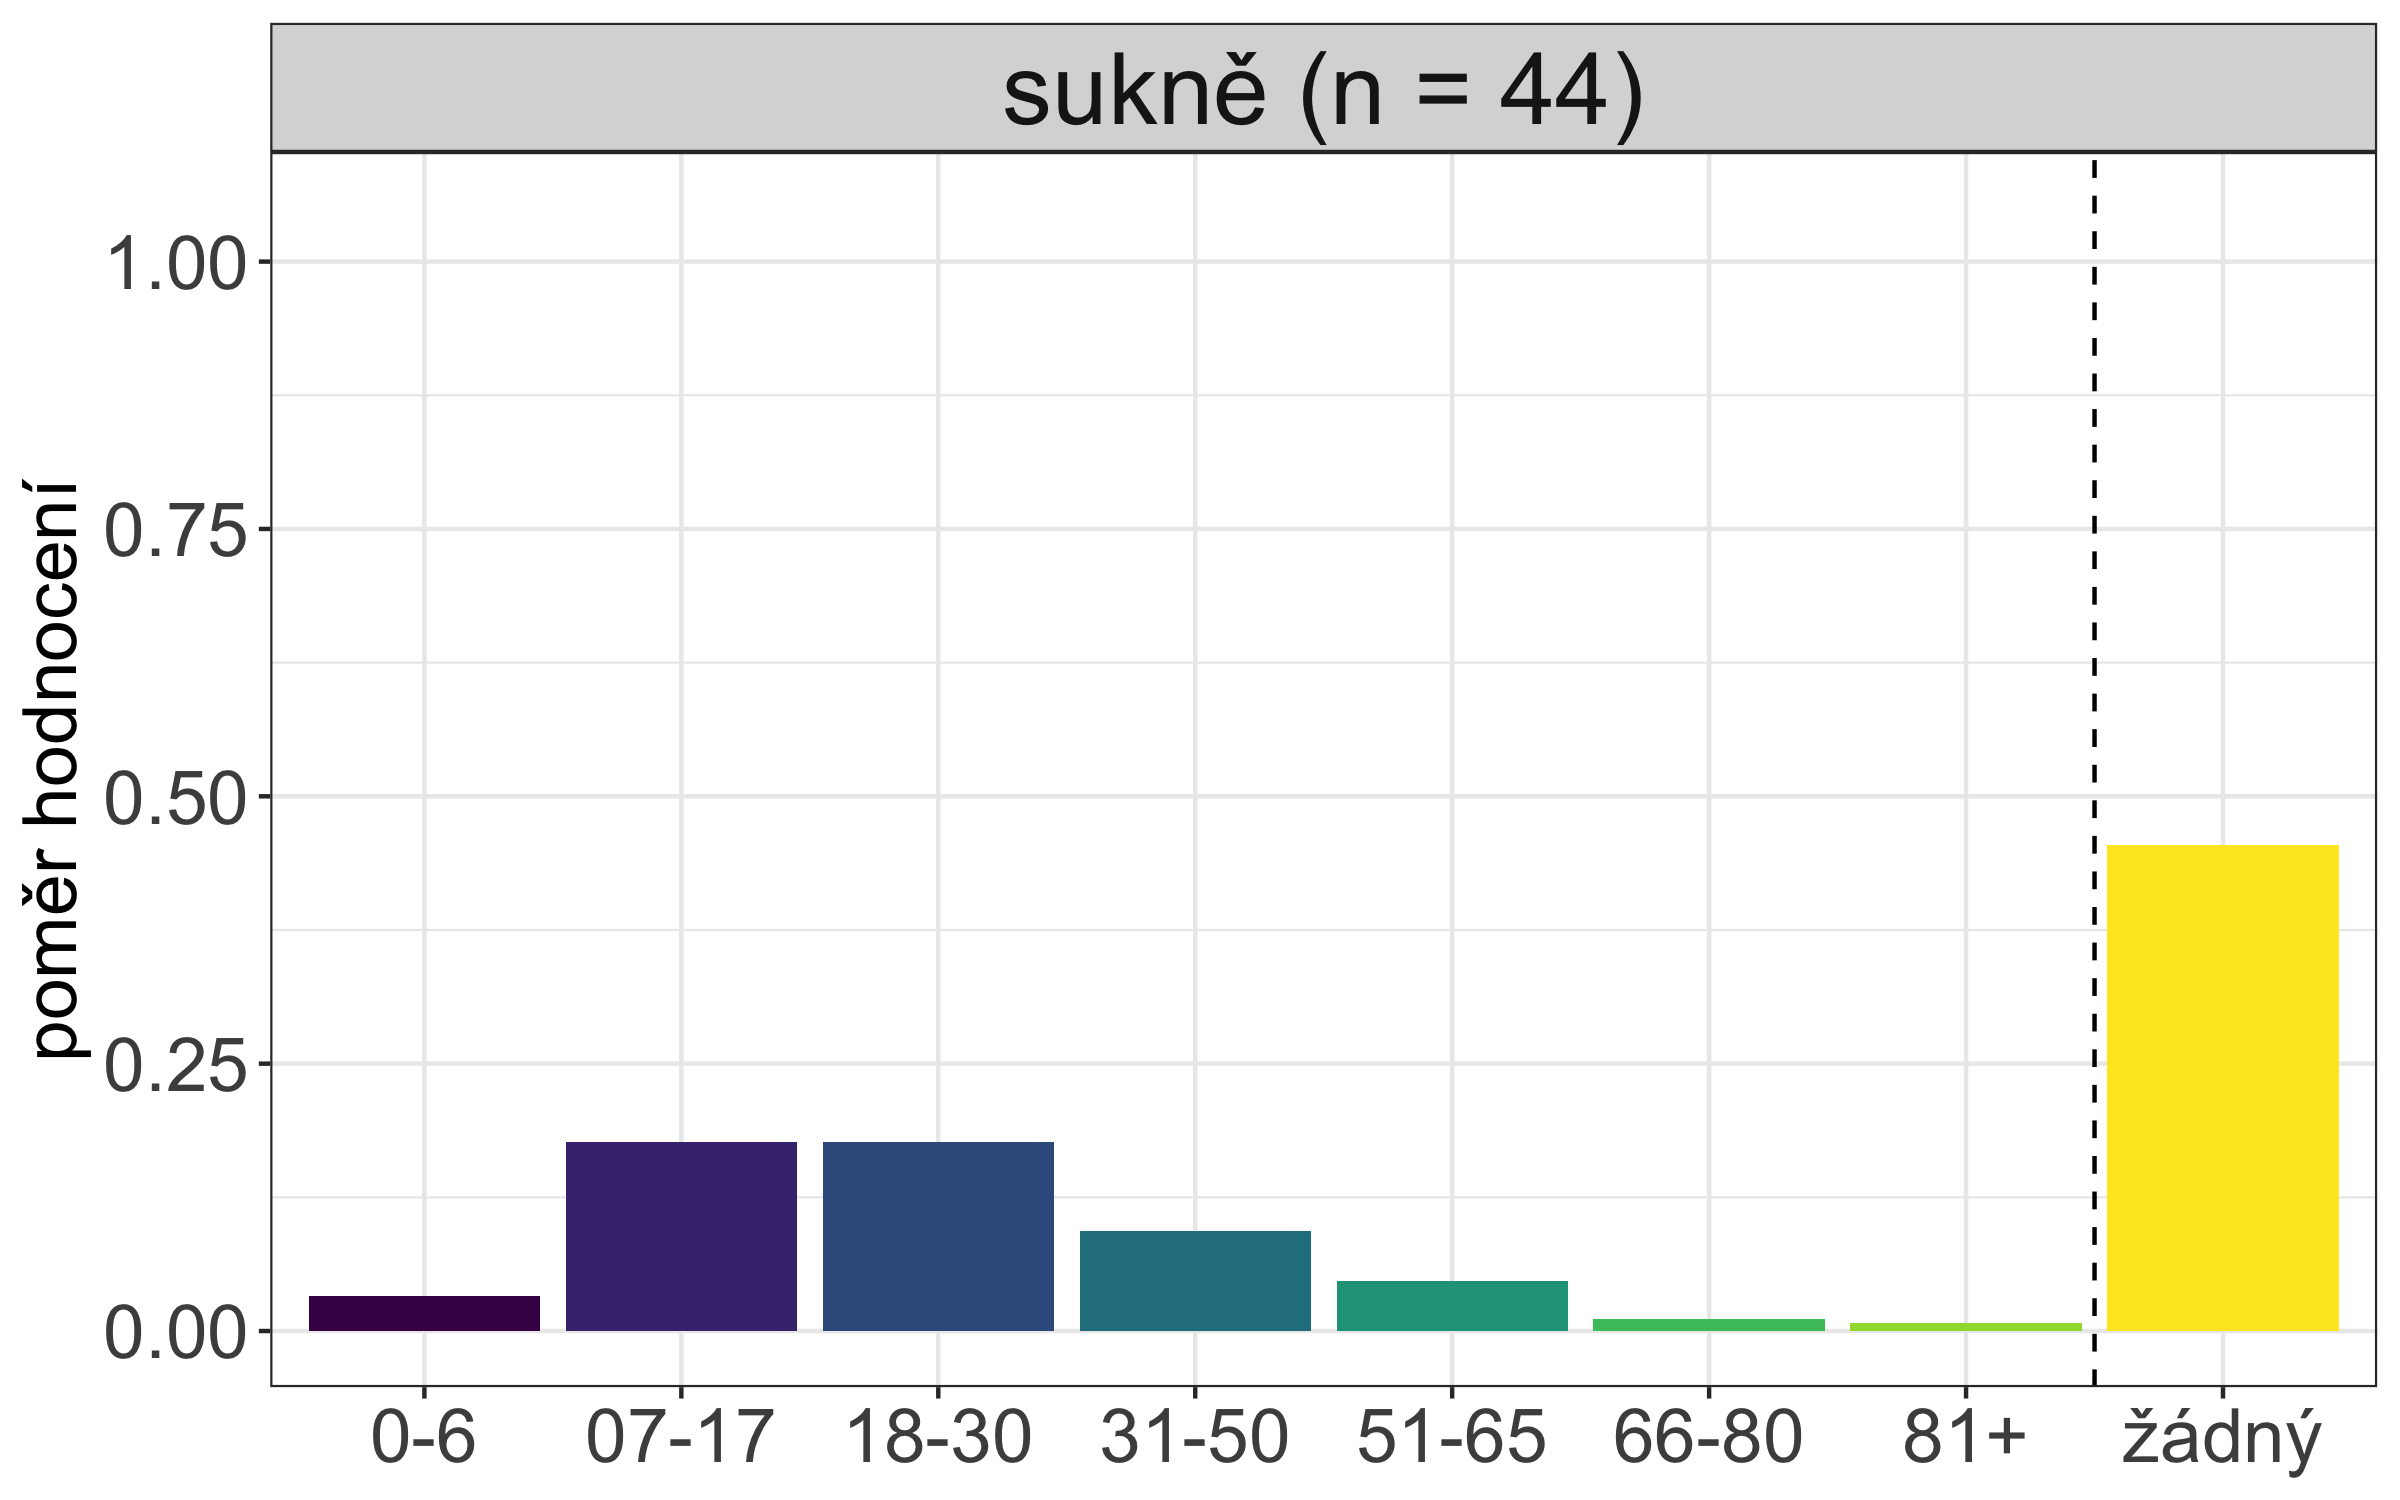 sukně (n = 44)
poměr hodnocení
1.00
0.75
0.50
0.25
0.00
0-6 07-17 18-30 31-50 51-65 66-80 81+ žádný